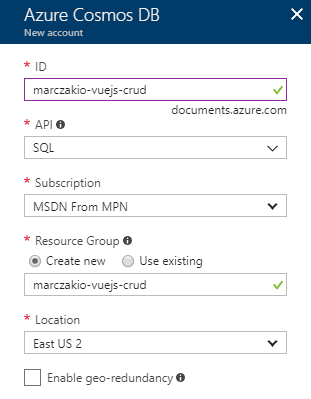 Azure Cosmos DB
New account
* ID
marczakio-vuejs-crud
documents.azure.com
* API
SQL
* Subscription
MSDN From MPN
* Resource Group
Create new Use existing
marczakio-vuejs-crud
* Location
East US 2
Enable geo-redundancy